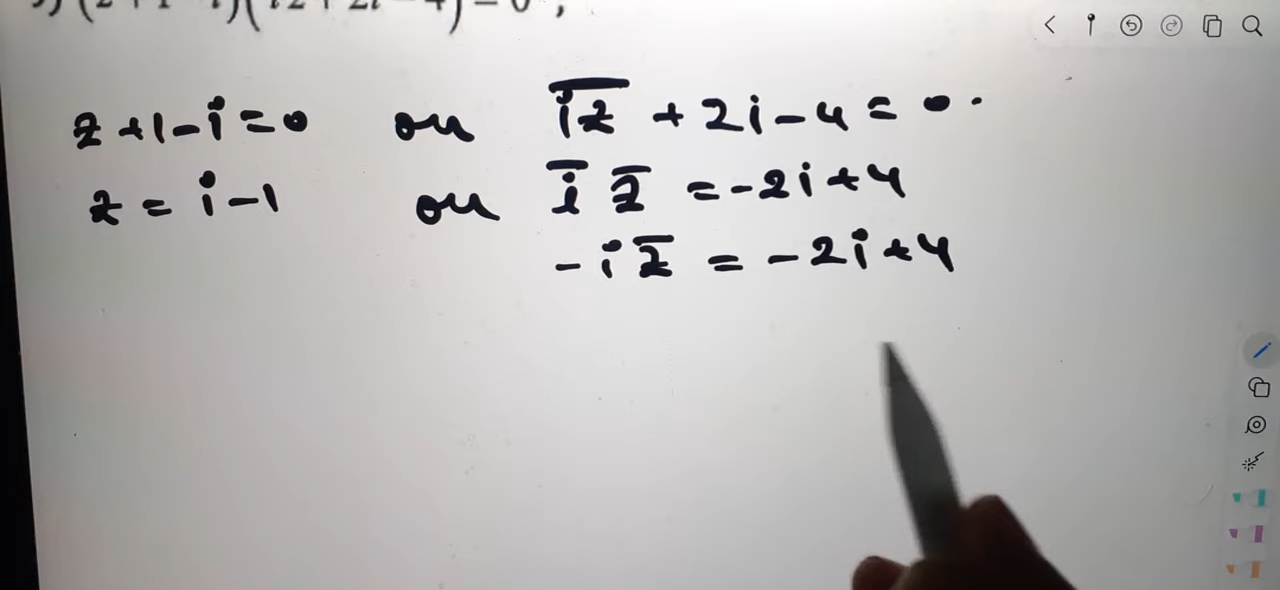 z + 1 - i = 0 ou \overline{iz} + 2i - 4 = 0.
z = i - 1 ou \overline{i} \overline{z} = -2i + 4
-i\overline{z} = -2i + 4